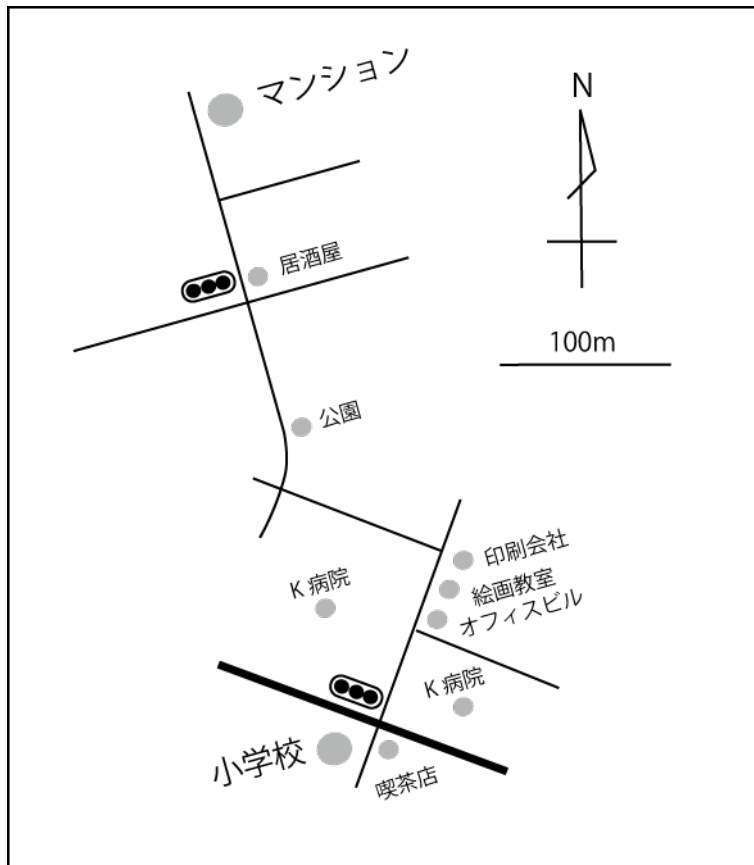 マンション
N
居酒屋
100m
公園
印刷会社
絵画教室
K 病院
オフィスビル
K 病院
小学校
喫茶店